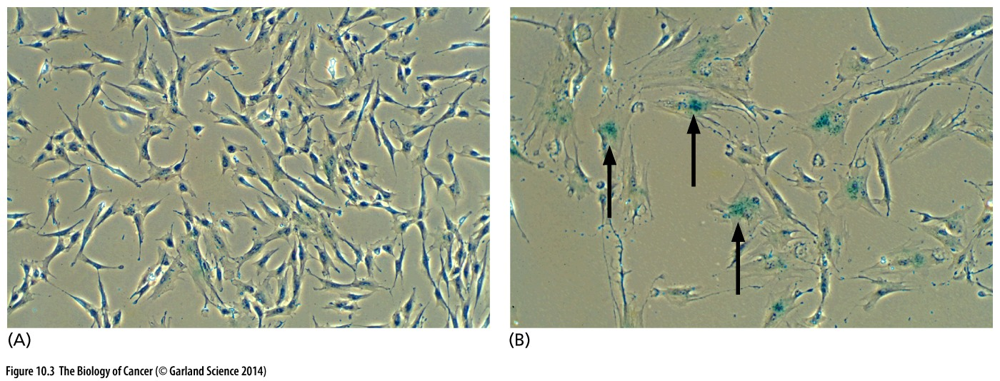 (A)
(B)
Figure 10.3 The Biology of Cancer (© Garland Science 2014)